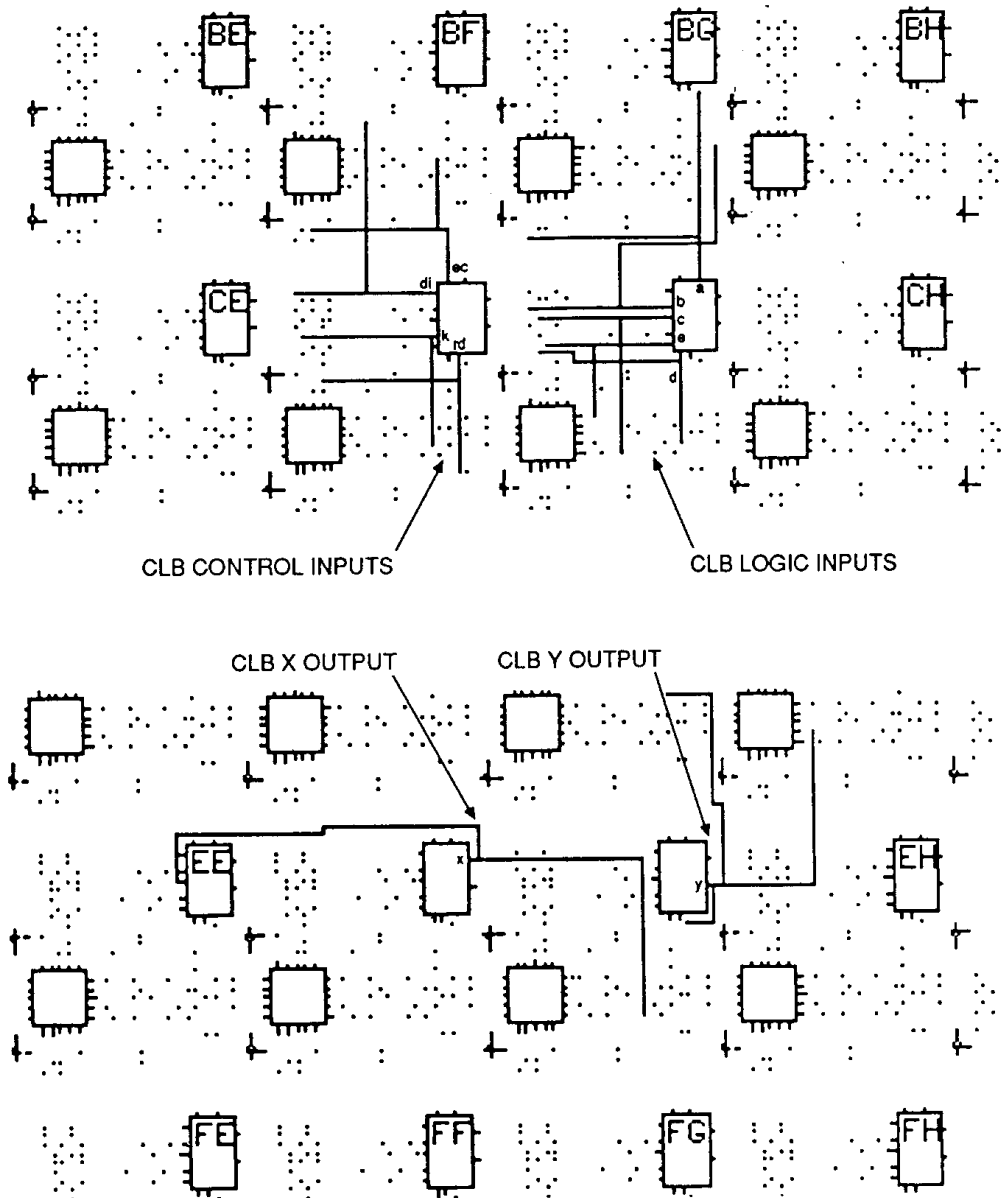 BE BF BG BH
ec
di
a
b
c
CE CH
k
rd
e
d
CLB CONTROL INPUTS CLB LOGIC INPUTS
CLB X OUTPUT CLB Y OUTPUT
EE x EH
y
FE FF FG FH